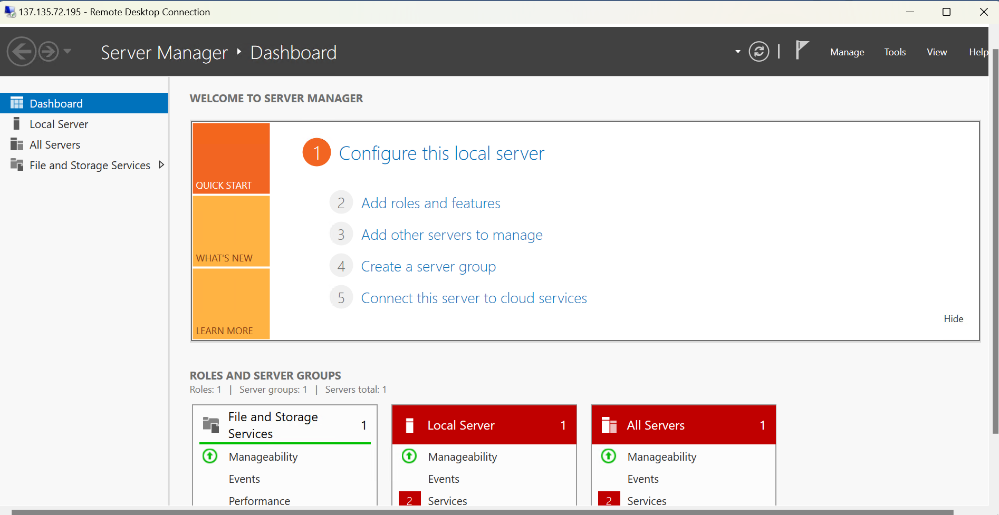 137.135.72.195 - Remote Desktop Connection
Server Manager Dashboard
Manage Tools View Help
Dashboard
Local Server
All Servers
File and Storage Services
WELCOME TO SERVER MANAGER
QUICK START
WHAT'S NEW
LEARN MORE
1 Configure this local server
2 Add roles and features
3 Add other servers to manage
4 Create a server group
5 Connect this server to cloud services
Hide
ROLES AND SERVER GROUPS
Roles: 1 | Server groups: 1 | Servers total: 1
File and Storage
Services 1
Manageability
Events
Performance
Local Server 1
Manageability
Events
2 Services
All Servers 1
Manageability
Events
2 Services